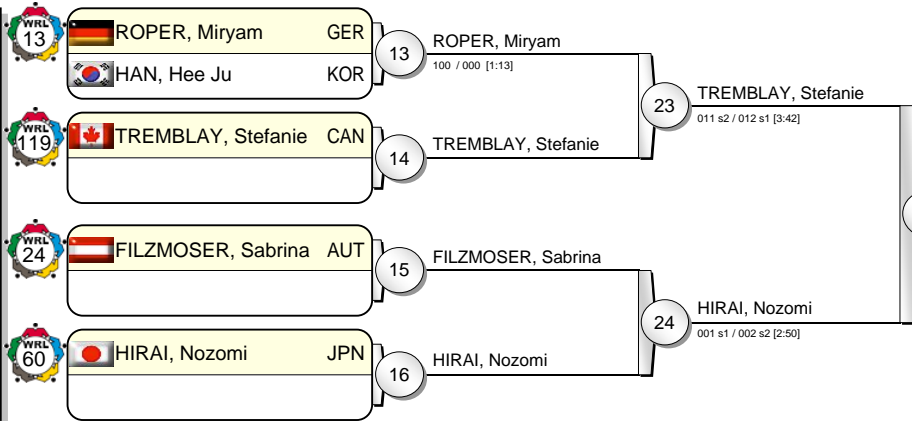 WRL
13
ROPER, Miryam GER
HAN, Hee Ju KOR
13
ROPER, Miryam
100 / 000 [1:13]
23
TREMBLAY, Stefanie
011 s2 / 012 s1 [3:42]
WRL
119
TREMBLAY, Stefanie CAN
14
TREMBLAY, Stefanie
WRL
24
FILZMOSER, Sabrina AUT
15
FILZMOSER, Sabrina
24
HIRAI, Nozomi
001 s1 / 002 s2 [2:50]
WRL
60
HIRAI, Nozomi JPN
16
HIRAI, Nozomi